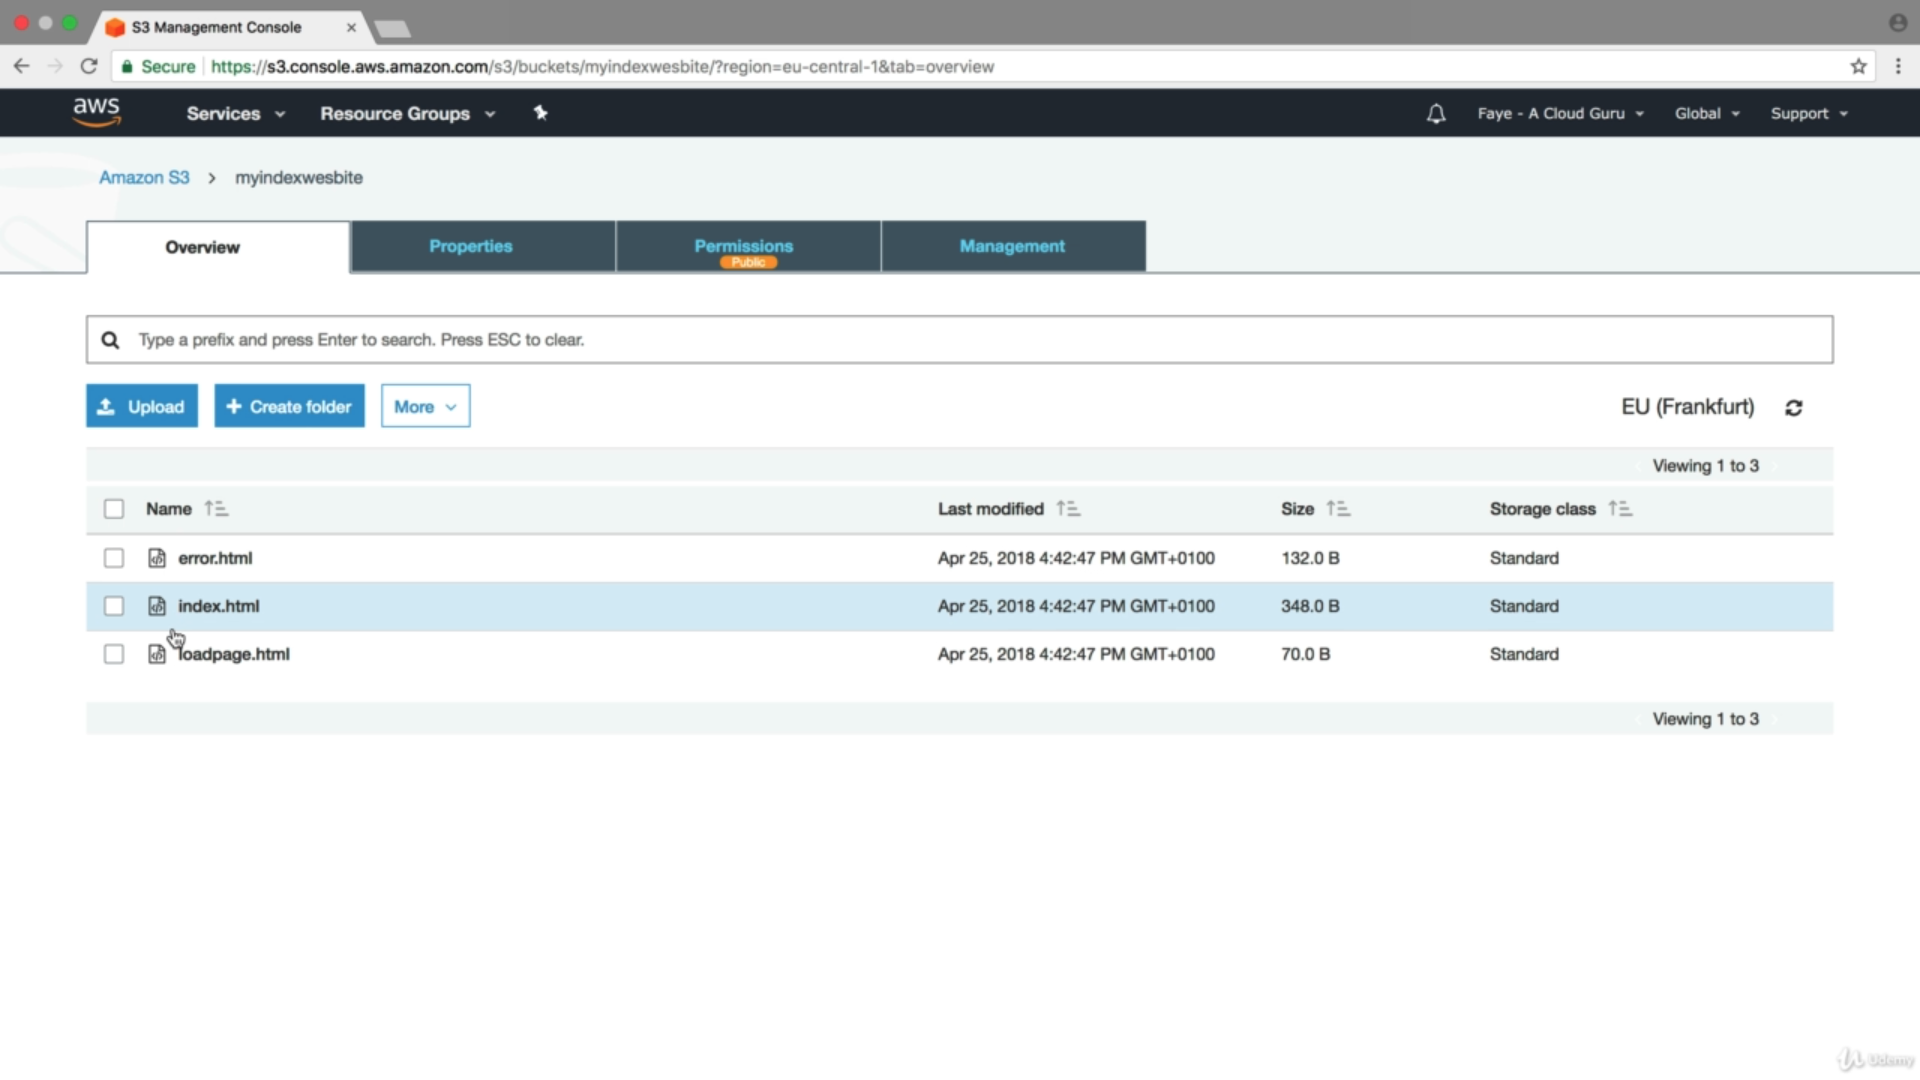 S3 Management Console
Secure https://s3.console.aws.amazon.com/s3/buckets/myindexwesbite/?region=eu-central-1&tab=overview
aws Services Resource Groups Faye - A Cloud Guru Global Support
Amazon S3 > myindexwesbite
Overview Properties Permissions Management
Public
Type a prefix and press Enter to search. Press ESC to clear.
Upload + Create folder More EU (Frankfurt)
Viewing 1 to 3
Name Last modified Size Storage class
error.html Apr 25, 2018 4:42:47 PM GMT+0100 132.0 B Standard
index.html Apr 25, 2018 4:42:47 PM GMT+0100 348.0 B Standard
loadpage.html Apr 25, 2018 4:42:47 PM GMT+0100 70.0 B Standard
Viewing 1 to 3
Udemy